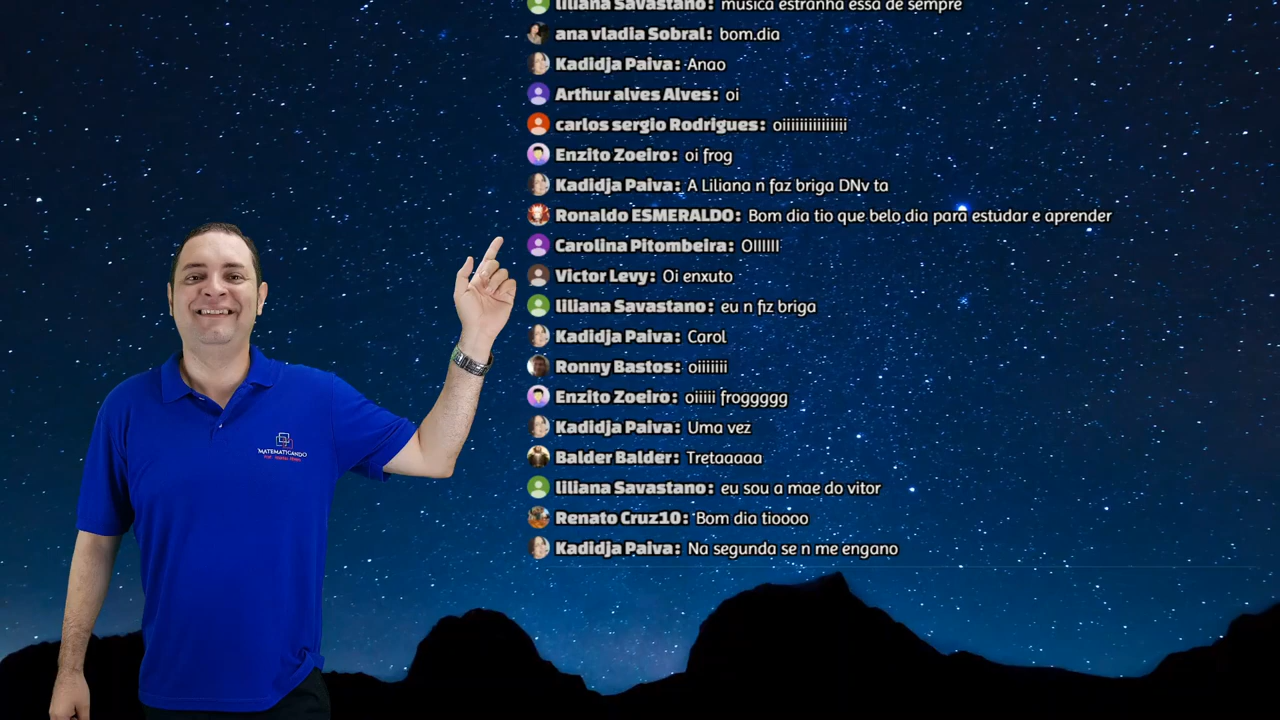 liliana Savastano: musica estranha essa de sempre
ana vladia Sobral: bom.dia
Kadidja Paiva: Anao
Arthur alves Alves: oi
carlos sergio Rodrigues: oiiiiiiiiiiiiiii
Enzito Zoeiro: oi frog
Kadidja Paiva: A Liliana n faz briga DNv ta
Ronaldo ESMERALDO: Bom dia tio que belo dia para estudar e aprender
Carolina Pitombeira: OIIIIII
Victor Levy: Oi enxuto
liliana Savastano: eu n fiz briga
Kadidja Paiva: Carol
Ronny Bastos: oiiiiiii
Enzito Zoeiro: oiiiii froggggg
Kadidja Paiva: Uma vez
Balder Balder: Tretaaaaa
liliana Savastano: eu sou a mae do vitor
Renato Cruz10: Bom dia tioooo
Kadidja Paiva: Na segunda se n me engano
MATEMATICANDO